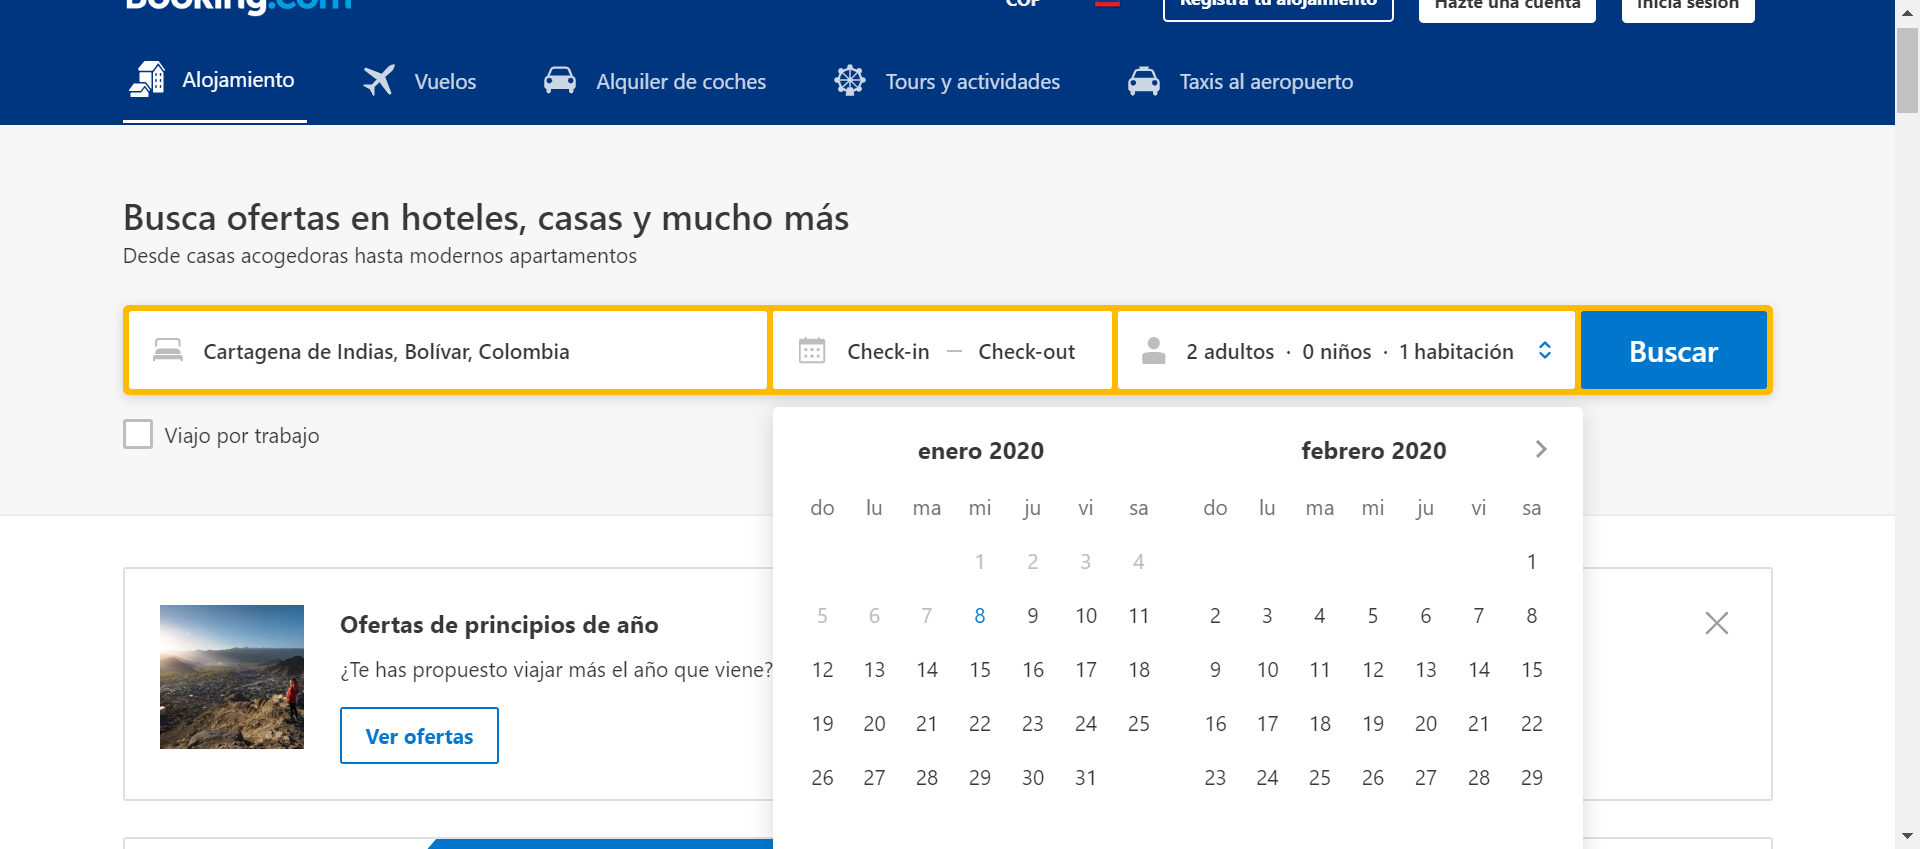 Booking.com
COP
Registra tu alojamiento
Hazte una cuenta
Inicia sesión
Alojamiento
Vuelos
Alquiler de coches
Tours y actividades
Taxis al aeropuerto
Busca ofertas en hoteles, casas y mucho más
Desde casas acogedoras hasta modernos apartamentos
Cartagena de Indias, Bolívar, Colombia
Check-in — Check-out
2 adultos · 0 niños · 1 habitación
Buscar
Viajo por trabajo
enero 2020
do lu ma mi ju vi sa
1 2 3 4
5 6 7 8 9 10 11
12 13 14 15 16 17 18
19 20 21 22 23 24 25
26 27 28 29 30 31
febrero 2020
do lu ma mi ju vi sa
1
2 3 4 5 6 7 8
9 10 11 12 13 14 15
16 17 18 19 20 21 22
23 24 25 26 27 28 29
Ofertas de principios de año
¿Te has propuesto viajar más el año que viene?
Ver ofertas